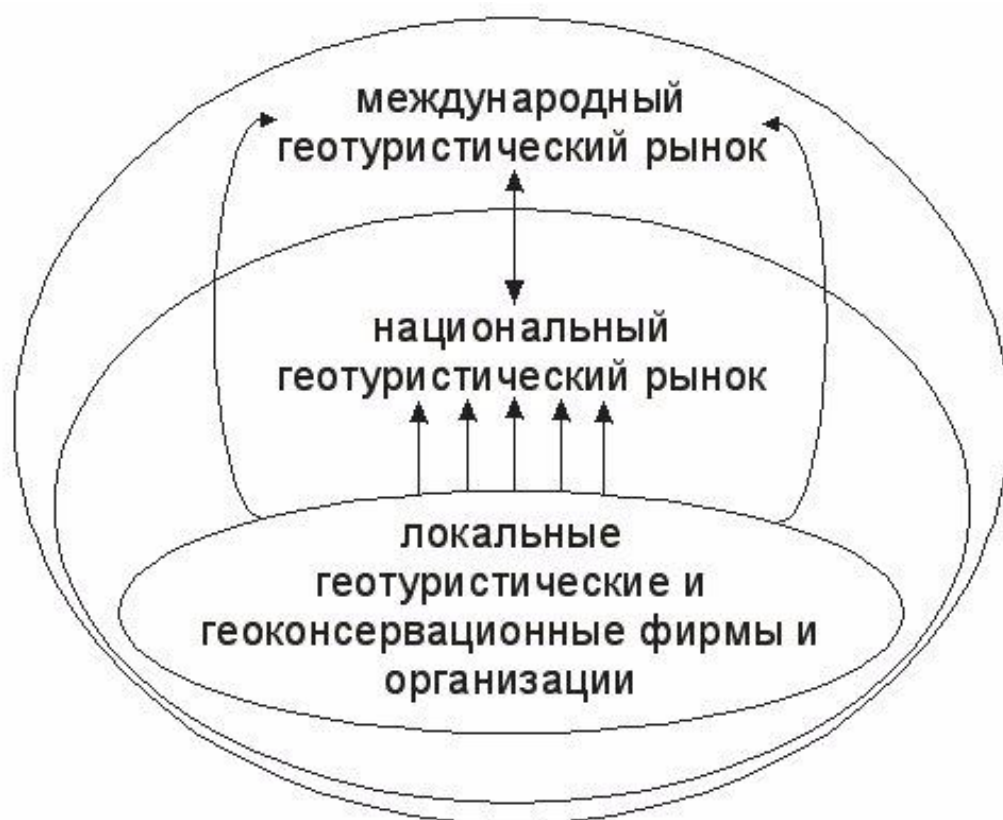 международный
геотуристический рынок
национальный
геотуристический рынок
локальные
геотуристические и
геоконсервационные фирмы и
организации